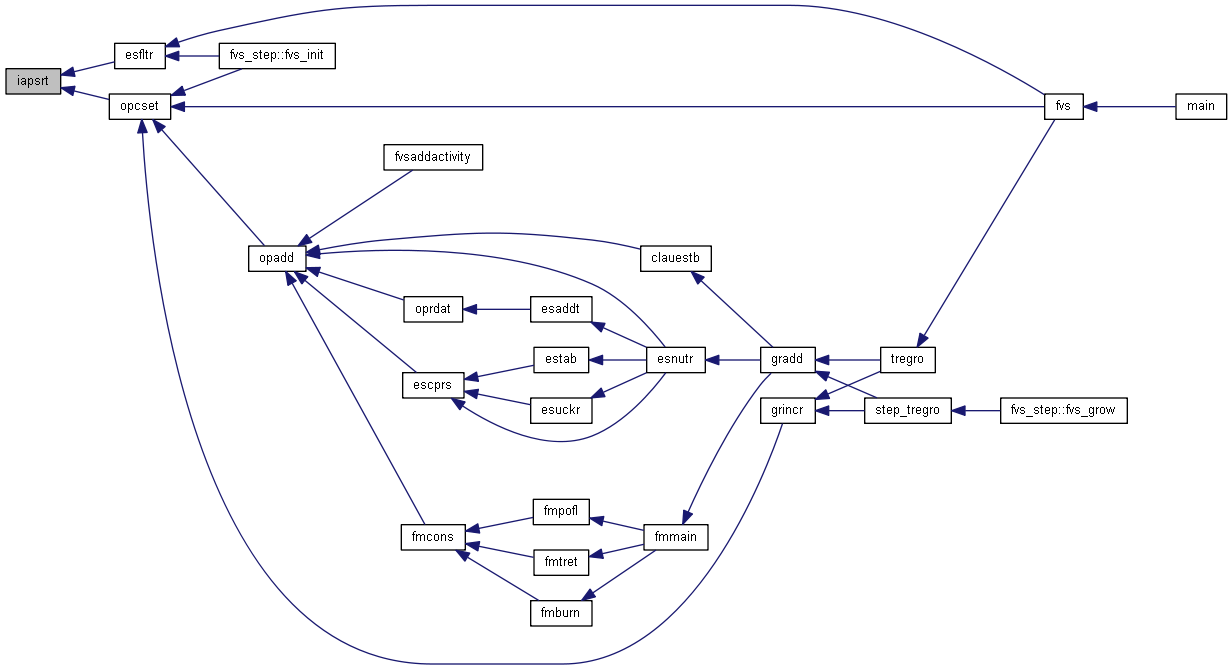 iapsrt
esfltr
fvs_step::fvs_init
opcset
fvs
main
fvsaddactivity
opadd
clauestb
oprdat
esaddt
estab
esnutr
gradd
tregro
escprs
esuckr
grincr
step_tregro
fvs_step::fvs_grow
fmpofl
fmcons
fmmain
fmtret
fmburn